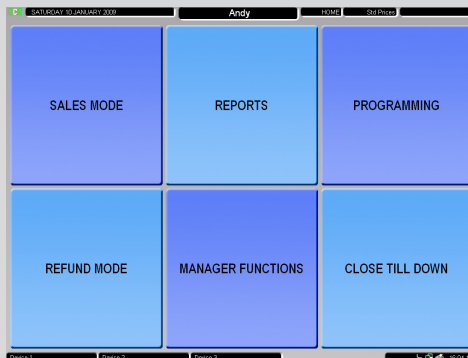 C SATURDAY 10 JANUARY 2009 Andy HOME Std Prices
SALES MODE REPORTS PROGRAMMING
REFUND MODE MANAGER FUNCTIONS CLOSE TILL DOWN
Device 1 Device 2 Device 3